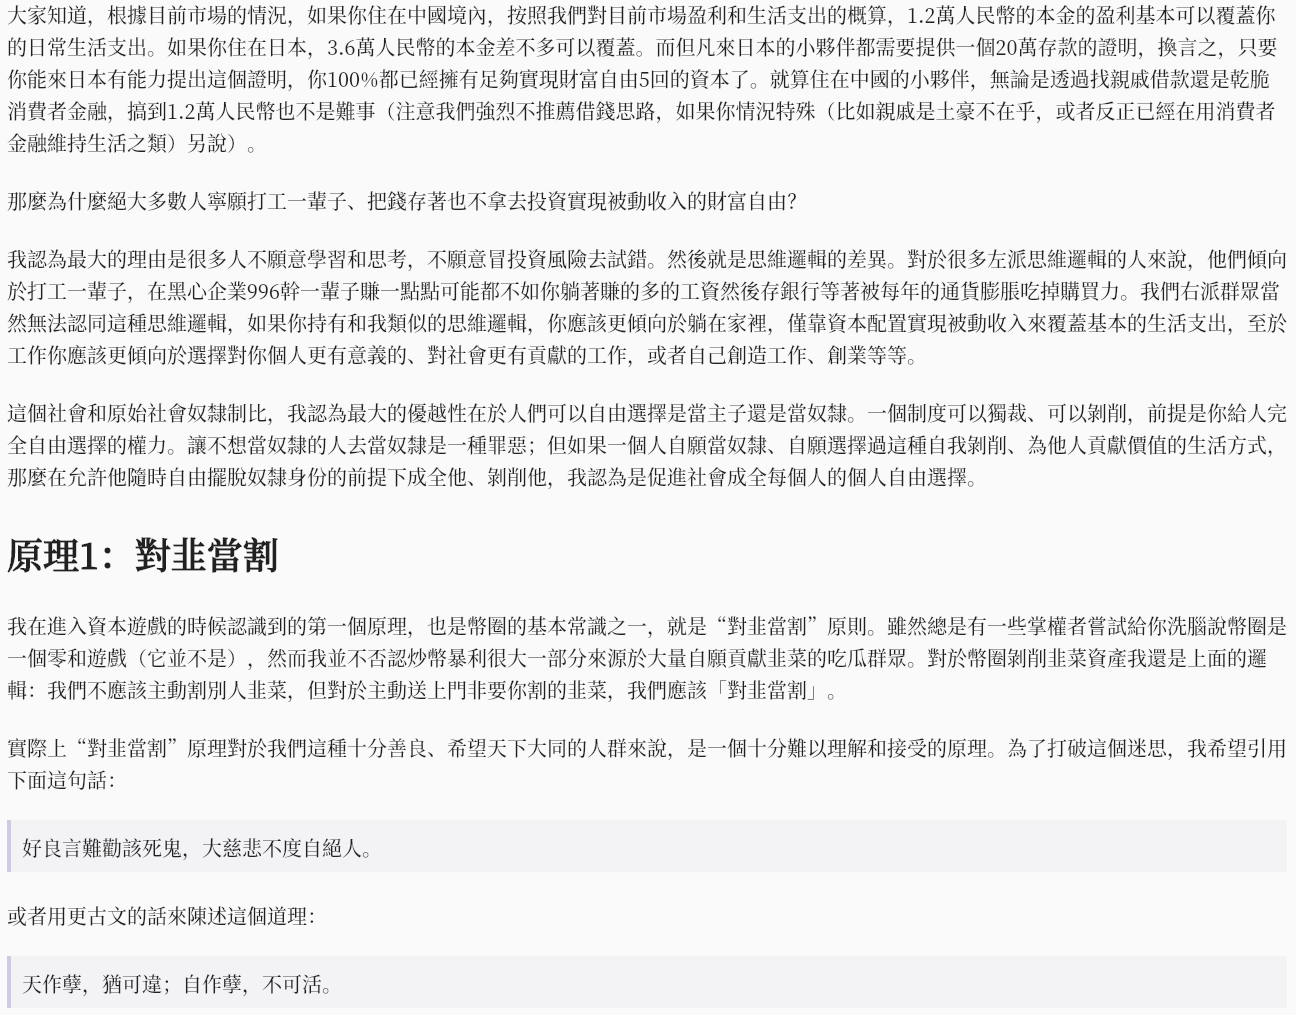 大家知道，根據目前市場的情況，如果你住在中國境內，按照我們對目前市場盈利和生活支出的概算，1.2萬人民幣的本金的盈利基本可以覆蓋你
的日常生活支出。如果你住在日本，3.6萬人民幣的本金差不多可以覆蓋。而但凡來日本的小夥伴都需要提供一個20萬存款的證明，換言之，只要
你能來日本有能力提出這個證明，你100%都已經擁有足夠實現財富自由5回的資本了。就算住在中國的小夥伴，無論是透過找親戚借款還是乾脆
消費者金融，搞到1.2萬人民幣也不是難事（注意我們強烈不推薦借錢思路，如果你情況特殊（比如親戚是土豪不在乎，或者反正已經在用消費者
金融維持生活之類）另說）。
那麼為什麼絕大多數人寧願打工一輩子、把錢存著也不拿去投資實現被動收入的財富自由？
我認為最大的理由是很多人不願意學習和思考，不願意冒投資風險去試錯。然後就是思維邏輯的差異。對於很多左派思維邏輯的人來說，他們傾向
於打工一輩子，在黑心企業996幹一輩子賺一點點可能都不如你躺著賺的多的工資然後存銀行等著被每年的通貨膨脹吃掉購買力。我們右派群眾當
然無法認同這種思維邏輯，如果你持有和我類似的思維邏輯，你應該更傾向於躺在家裡，僅靠資本配置實現被動收入來覆蓋基本的生活支出，至於
工作你應該更傾向於選擇對你個人更有意義的、對社會更有貢獻的工作，或者自己創造工作、創業等等。
這個社會和原始社會奴隸制比，我認為最大的優越性在於人們可以自由選擇是當主子還是當奴隸。一個制度可以獨裁、可以剝削，前提是你給人完
全自由選擇的權力。讓不想當奴隸的人去當奴隸是一種罪惡；但如果一個人自願當奴隸、自願選擇過這種自我剝削、為他人貢獻價值的生活方式，
那麼在允許他隨時自由擺脫奴隸身份的前提下成全他、剝削他，我認為是促進社會成全每個人的個人自由選擇。
原理1：對韭當割
我在進入資本遊戲的時候認識到的第一個原理，也是幣圈的基本常識之一，就是“對韭當割”原則。雖然總是有一些掌權者嘗試給你洗腦說幣圈是
一個零和遊戲（它並不是），然而我並不否認炒幣暴利很大一部分來源於大量自願貢獻韭菜的吃瓜群眾。對於幣圈剝削韭菜資產我還是上面的邏
輯：我們不應該主動割別人韭菜，但對於主動送上門非要你割的韭菜，我們應該「對韭當割」。
實際上“對韭當割”原理對於我們這種十分善良、希望天下大同的人群來說，是一個十分難以理解和接受的原理。為了打破這個迷思，我希望引用
下面這句話：
好良言難勸該死鬼，大慈悲不度自絕人。
或者用更古文的話來陳述這個道理：
天作孽，猶可違；自作孽，不可活。